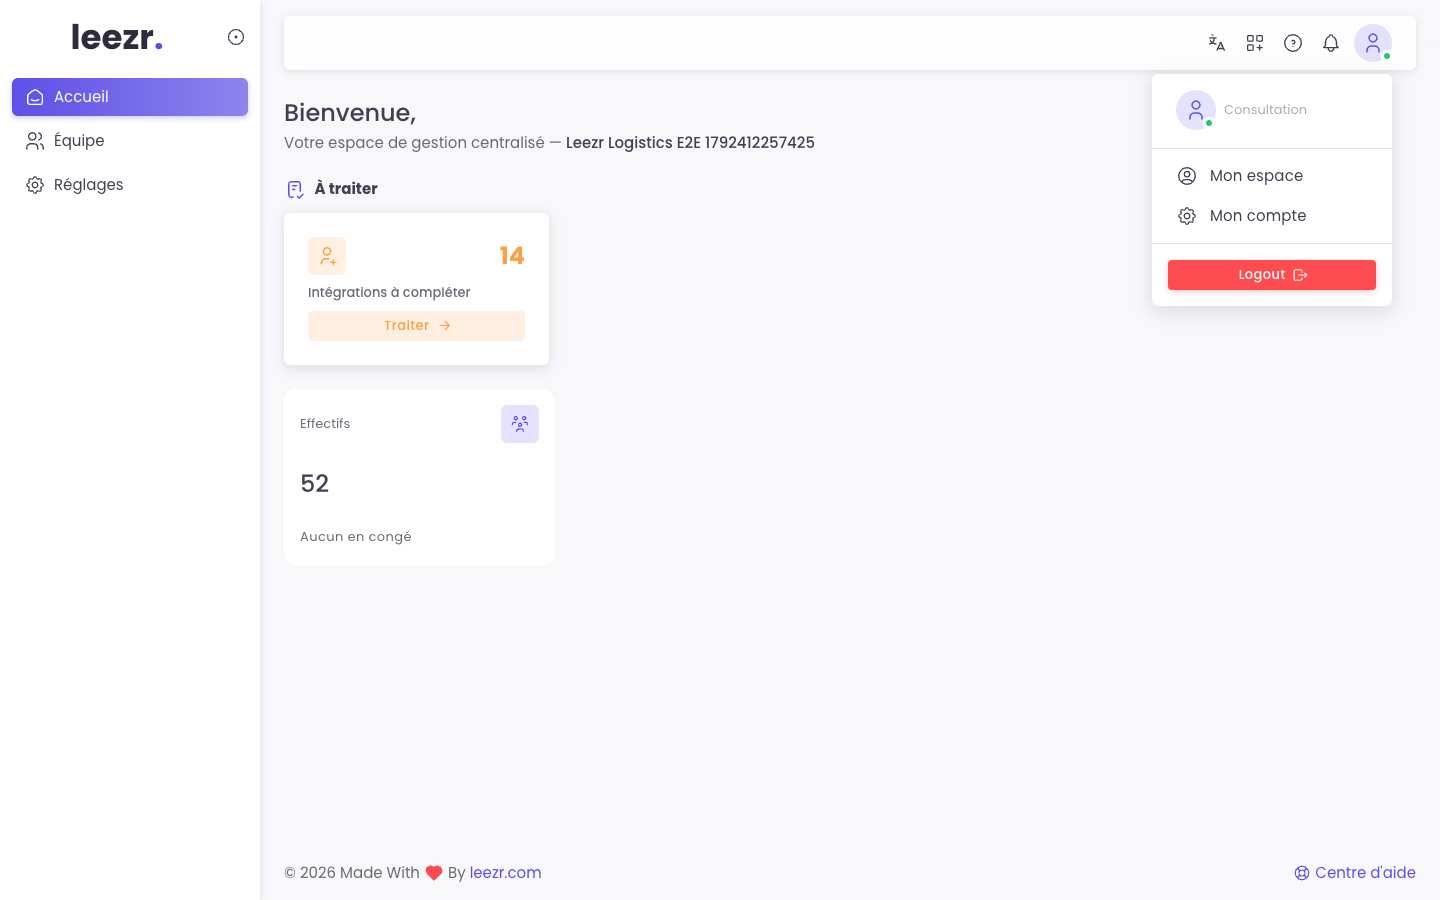 leezr.
Accueil
Équipe
Réglages
Bienvenue,
Votre espace de gestion centralisé — Leezr Logistics E2E 1792412257425
À traiter
14
Intégrations à compléter
Traiter
Effectifs
52
Aucun en congé
Consultation
Mon espace
Mon compte
Logout
© 2026 Made With By leezr.com
Centre d'aide